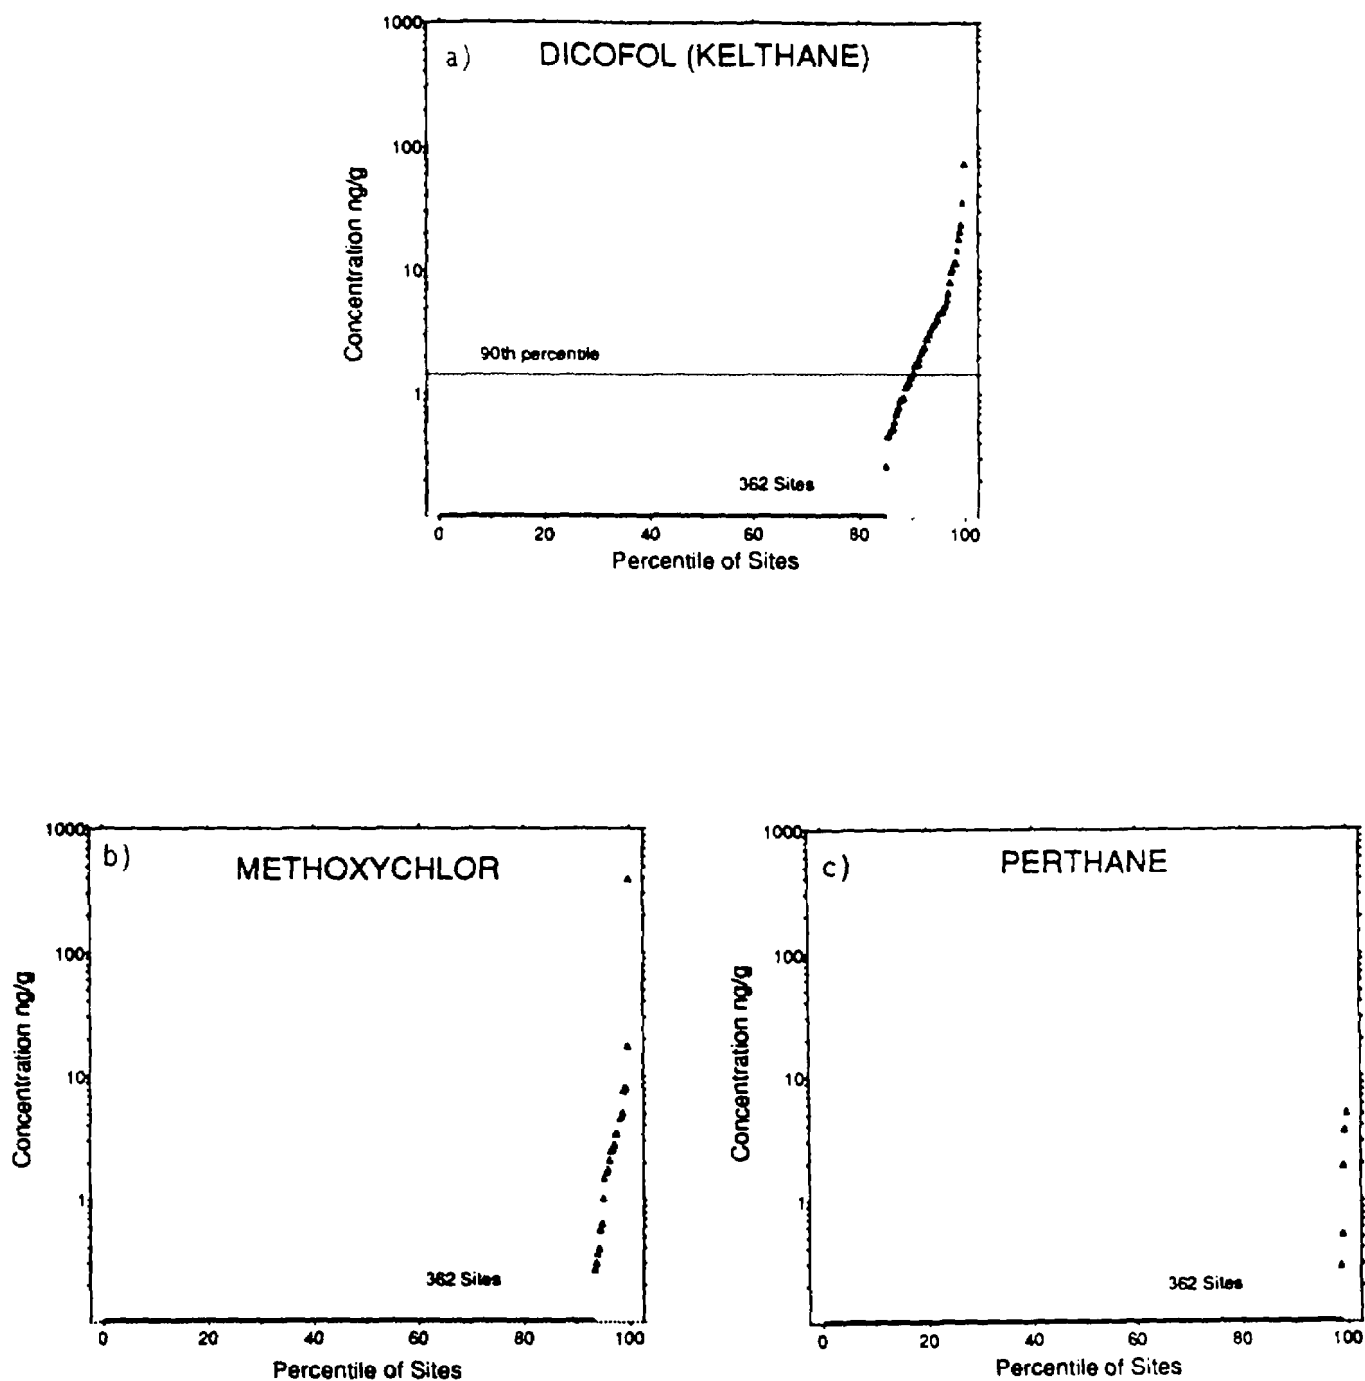 a) DICOFOL (KELTHANE)
1000
100
10
1
Concentration ng/g
90th percentile
362 Sites
0 20 40 60 80 100
Percentile of Sites
b) METHOXYCHLOR
1000
100
10
1
Concentration ng/g
362 Sites
0 20 40 60 80 100
Percentile of Sites
c) PERTHANE
1000
100
10
1
Concentration ng/g
362 Sites
0 20 40 60 80 100
Percentile of Sites